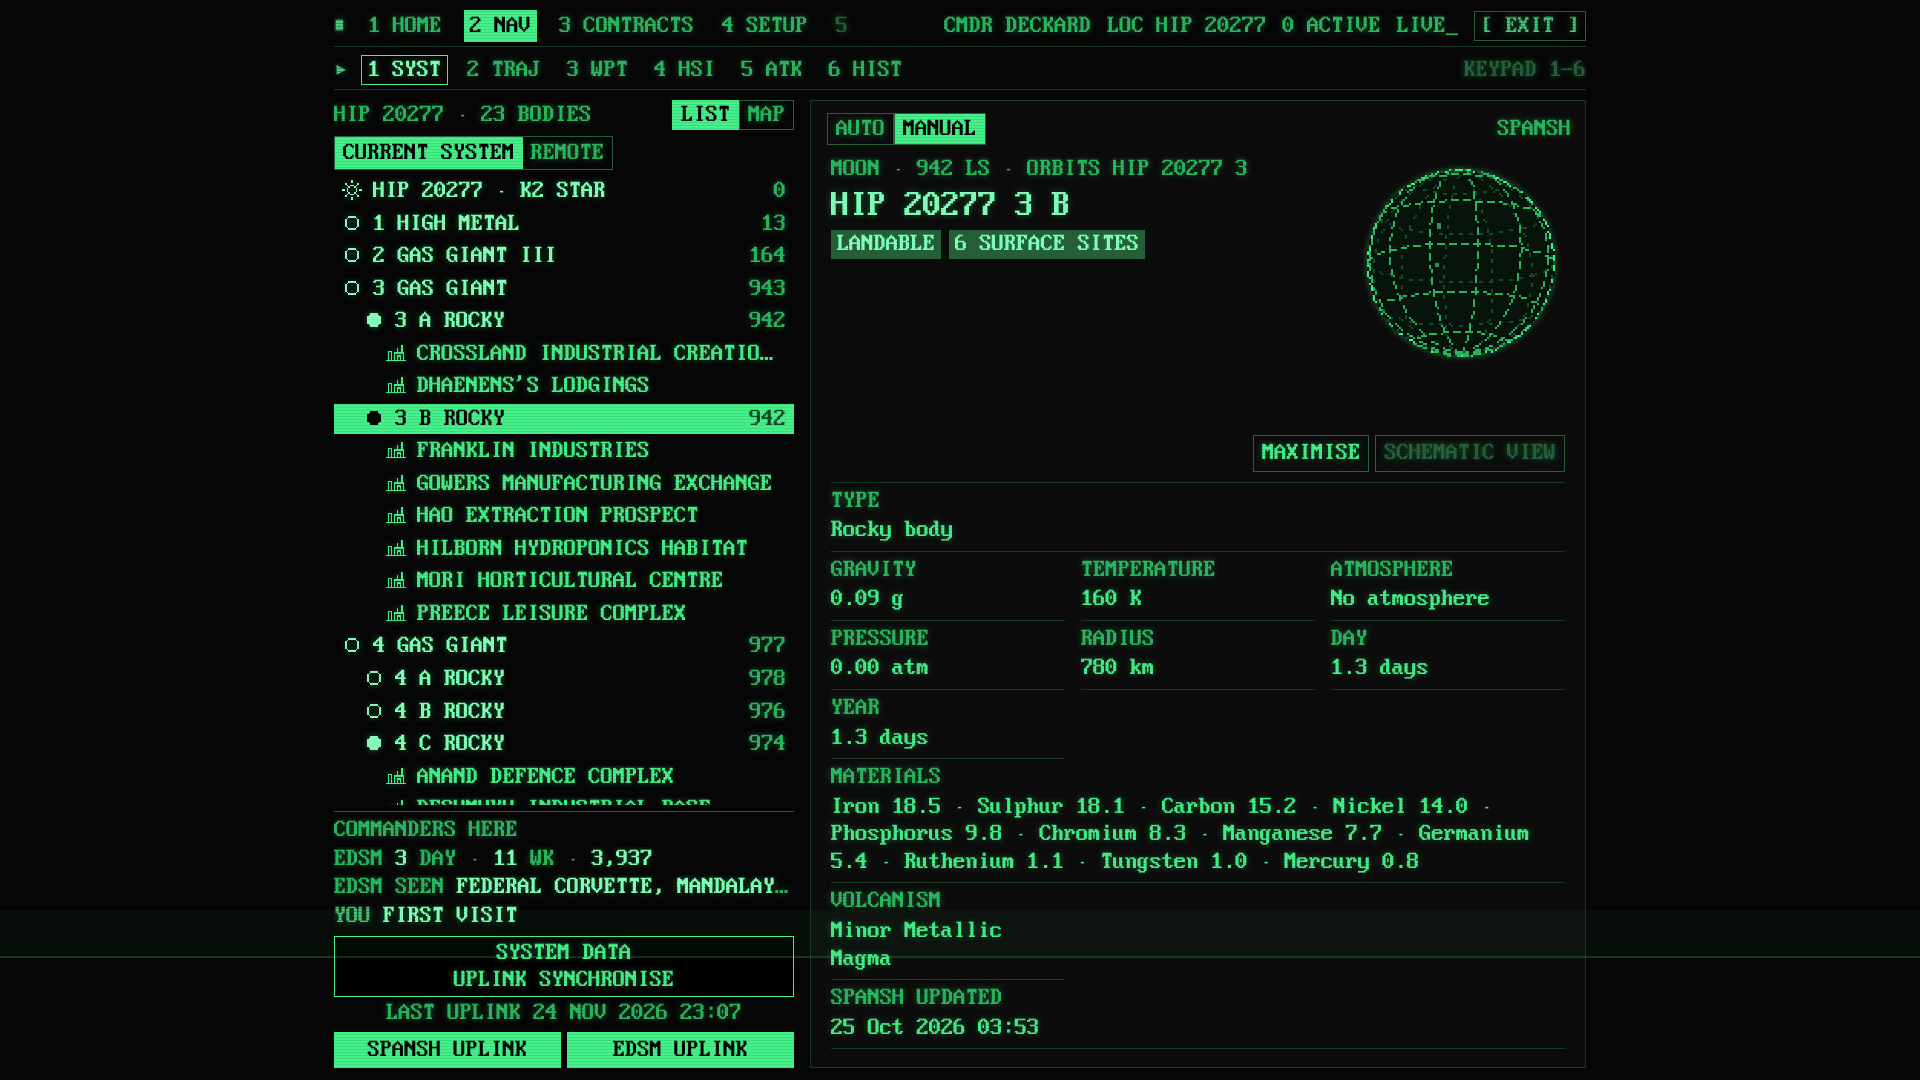 1 HOME 2 NAV 3 CONTRACTS 4 SETUP 5 CMDR DECKARD LOC HIP 20277 0 ACTIVE LIVE_ [ EXIT ]
1 SYST 2 TRAJ 3 WPT 4 HSI 5 ATK 6 HIST KEYPAD 1-6
HIP 20277 · 23 BODIES LIST MAP
CURRENT SYSTEM REMOTE
HIP 20277 · K2 STAR 0
1 HIGH METAL 13
2 GAS GIANT III 164
3 GAS GIANT 943
3 A ROCKY 942
CROSSLAND INDUSTRIAL CREATIO…
DHAENENS'S LODGINGS
3 B ROCKY 942
FRANKLIN INDUSTRIES
GOWERS MANUFACTURING EXCHANGE
HAO EXTRACTION PROSPECT
HILBORN HYDROPONICS HABITAT
MORI HORTICULTURAL CENTRE
PREECE LEISURE COMPLEX
4 GAS GIANT 977
4 A ROCKY 978
4 B ROCKY 976
4 C ROCKY 974
ANAND DEFENCE COMPLEX
COMMANDERS HERE
EDSM 3 DAY · 11 WK · 3,937
EDSM SEEN FEDERAL CORVETTE, MANDALAY…
YOU FIRST VISIT
SYSTEM DATA
UPLINK SYNCHRONISE
LAST UPLINK 24 NOV 2026 23:07
SPANSH UPLINK EDSM UPLINK
AUTO MANUAL SPANSH
MOON · 942 LS · ORBITS HIP 20277 3
HIP 20277 3 B
LANDABLE 6 SURFACE SITES
MAXIMISE SCHEMATIC VIEW
TYPE
Rocky body
GRAVITY TEMPERATURE ATMOSPHERE
0.09 g 160 K No atmosphere
PRESSURE RADIUS DAY
0.00 atm 780 km 1.3 days
YEAR
1.3 days
MATERIALS
Iron 18.5 · Sulphur 18.1 · Carbon 15.2 · Nickel 14.0 ·
Phosphorus 9.8 · Chromium 8.3 · Manganese 7.7 · Germanium
5.4 · Ruthenium 1.1 · Tungsten 1.0 · Mercury 0.8
VOLCANISM
Minor Metallic
Magma
SPANSH UPDATED
25 Oct 2026 03:53